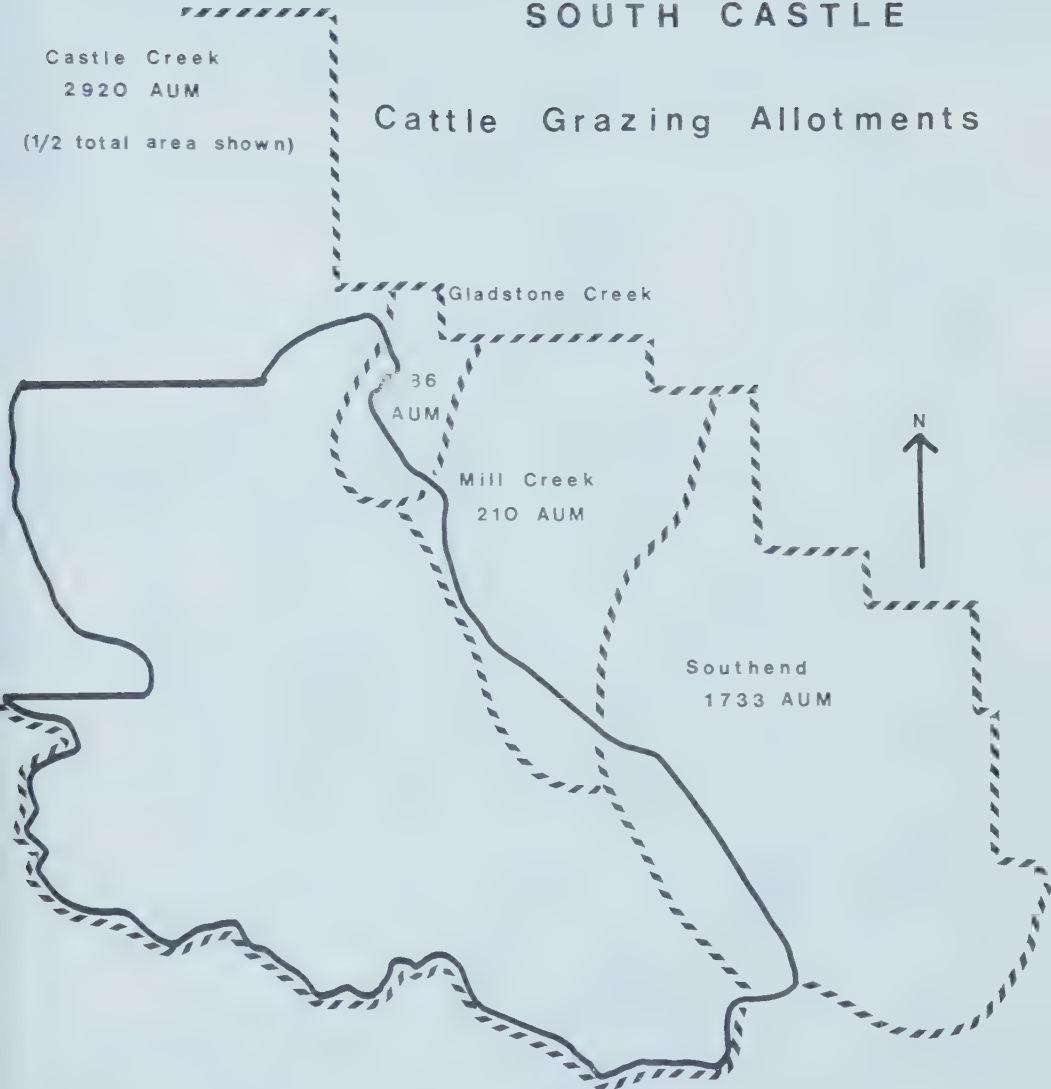 SOUTH CASTLE
Cattle Grazing Allotments
Castle Creek
2920 AUM
(1/2 total area shown)
Gladstone Creek
AUM
Mill Creek
210 AUM
N
Southend
1733 AUM